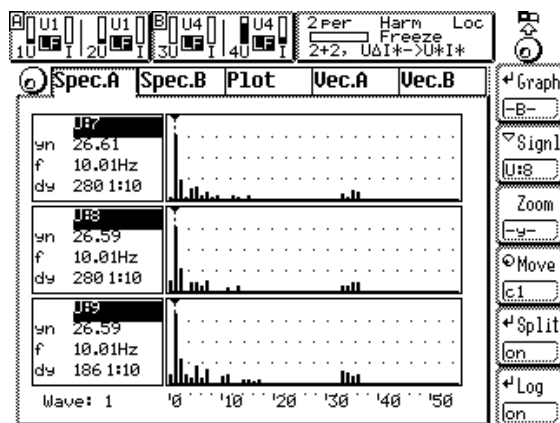 A U1 U1 B U4 U4 2 Per Harm Loc
LF LF LF LF Freeze
1U I 2U I 3U I 4U I 2+2, UΔI*->U*I*
Spec.A Spec.B Plot Vec.A Vec.B
Graph
-B-
Signl
U:8
Zoom
-y-
Move
c1
Split
on
Log
on
U:7
yn 26.61
f 10.01Hz
dy 280 1:10
U:8
yn 26.59
f 10.01Hz
dy 280 1:10
U:9
yn 26.59
f 10.01Hz
dy 186 1:10
Wave: 1 '0 '10 '20 '30 '40 '50